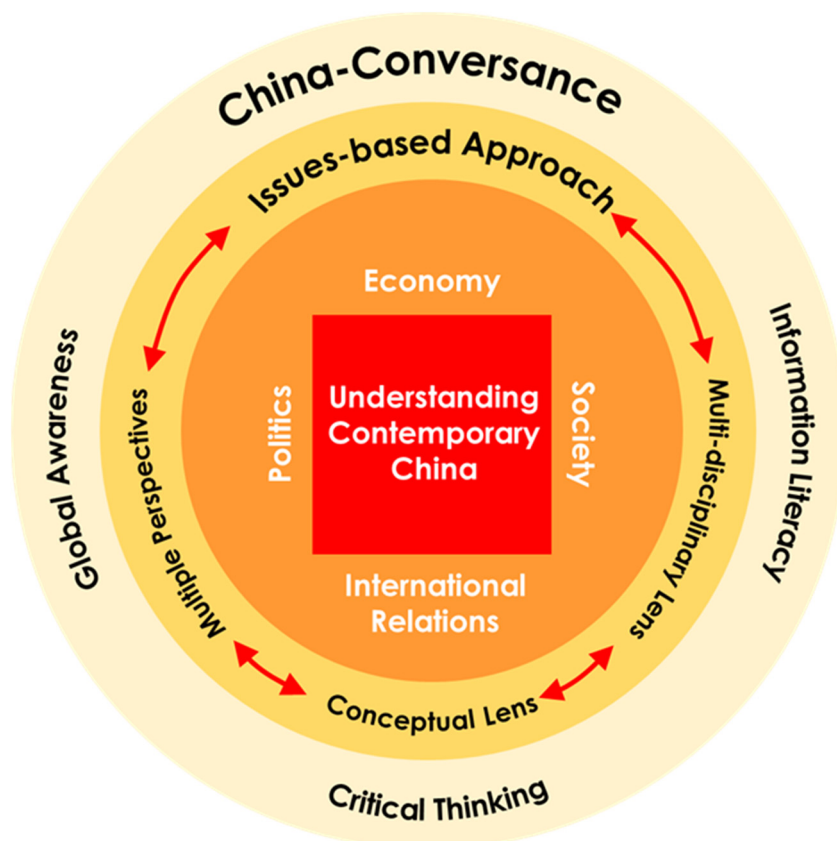 China-Conversance
Issues-based Approach
Economy
Politics
Understanding
Contemporary
China
Society
International
Relations
Global Awareness
Multiple Perspectives
Multi-disciplinary Lens
Information Literacy
Conceptual Lens
Critical Thinking